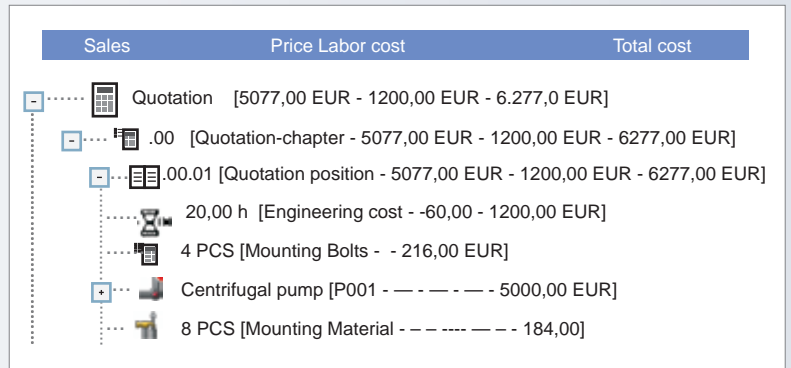 Sales Price Labor cost Total cost
Quotation [5077,00 EUR - 1200,00 EUR - 6.277,0 EUR]
.00 [Quotation-chapter - 5077,00 EUR - 1200,00 EUR - 6277,00 EUR]
.00.01 [Quotation position - 5077,00 EUR - 1200,00 EUR - 6277,00 EUR]
20,00 h [Engineering cost - -60,00 - 1200,00 EUR]
4 PCS [Mounting Bolts - - 216,00 EUR]
Centrifugal pump [P001 - — - — - — - 5000,00 EUR]
8 PCS [Mounting Material - – – ---- — – - 184,00]